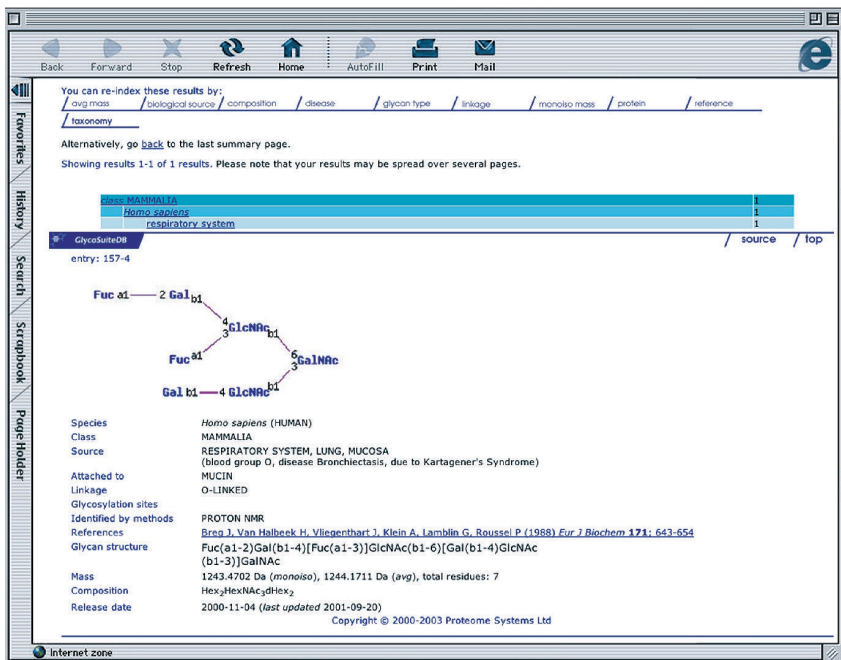 Back Forward Stop Refresh Home AutoFill Print Mail
Favorites
History
Search
Scrapbook
Page Holder
You can re-index these results by:
avg mass biological source composition disease glycan type linkage monoiso mass protein reference
taxonomy
Alternatively, go back to the last summary page.
Showing results 1-1 of 1 results. Please note that your results may be spread over several pages.
class MAMMALIA 1
Homo sapiens 1
respiratory system 1
GlycoSuiteDB source top
entry: 157-4
Fuc a1 2 Gal b1
4 GlcNAc b1
3
Fuc a1 6 GalNAc
3
Gal b1 4 GlcNAc b1
Species Homo sapiens (HUMAN)
Class MAMMALIA
Source RESPIRATORY SYSTEM, LUNG, MUCOSA
(blood group O, disease Bronchiectasis, due to Kartagener's Syndrome)
Attached to MUCIN
Linkage O-LINKED
Glycosylation sites
Identified by methods PROTON NMR
References Breg J, Van Halbeek H, Vliegenthart J, Klein A, Lamblin G, Roussel P (1988) Eur J Biochem 171; 643-654
Glycan structure Fuc(a1-2)Gal(b1-4)[Fuc(a1-3)]GlcNAc(b1-6)[Gal(b1-4)GlcNAc
(b1-3)]GalNAc
Mass 1243.4702 Da (monoiso), 1244.1711 Da (avg), total residues: 7
Composition Hex2HexNAc3dHex2
Release date 2000-11-04 (last updated 2001-09-20)
Copyright © 2000-2003 Proteome Systems Ltd
Internet zone